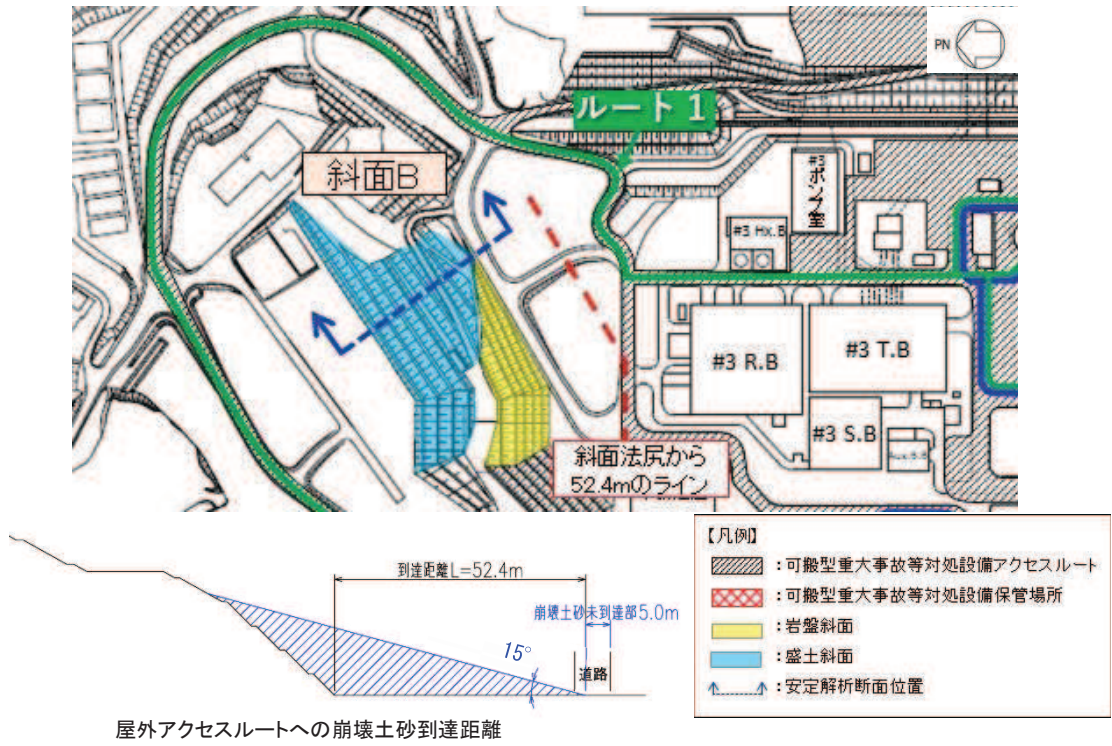 PN
ルート1
斜面B
#3
ポンプ室
#3 Hx.B
#3 R.B
#3 T.B
#3 S.B
斜面法尻から
52.4mのライン
到達距離L=52.4m
崩壊土砂未到達部5.0m
15°
道路
屋外アクセスルートへの崩壊土砂到達距離
【凡例】
:可搬型重大事故等対処設備アクセスルート
:可搬型重大事故等対処設備保管場所
:岩盤斜面
:盛土斜面
:安定解析断面位置